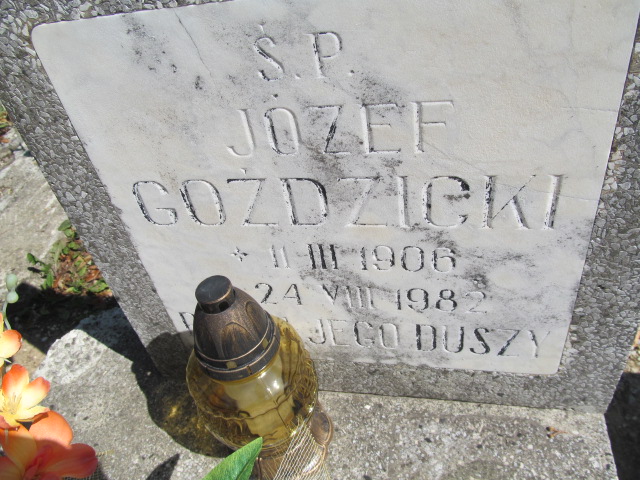 Ś.P.
JÓZEF
GOŹDZICKI
* 11 III 1906
24 VIII 1982
JEGO DUSZY